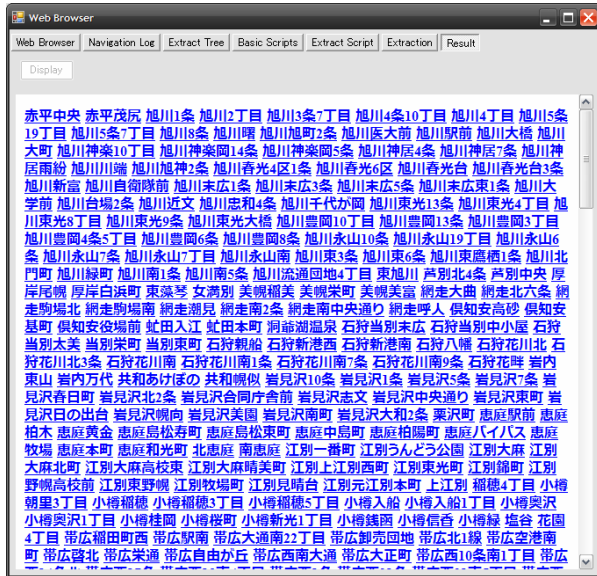 Web Browser
Web Browser Navigation Log Extract Tree Basic Scripts Extract Script Extraction Result
Display
赤平中央 赤平茂尻 旭川1条 旭川2丁目 旭川3条7丁目 旭川4条10丁目 旭川4丁目 旭川5条
19丁目 旭川5条7丁目 旭川8条 旭川曙 旭川旭町2条 旭川医大前 旭川駅前 旭川大橋 旭川
大町 旭川神楽10丁目 旭川神楽岡14条 旭川神楽岡5条 旭川神居4条 旭川神居7条 旭川神
居雨紛 旭川川端 旭川旭神2条 旭川春光4区1条 旭川春光6区 旭川春光台 旭川春光台3条
旭川新富 旭川自衛隊前 旭川末広1条 旭川末広3条 旭川末広5条 旭川末広東1条 旭川大
学前 旭川台場2条 旭川近文 旭川忠和4条 旭川千代が岡 旭川東光13条 旭川東光4丁目 旭
川東光8丁目 旭川東光9条 旭川東光大橋 旭川豊岡10丁目 旭川豊岡13条 旭川豊岡3丁目
旭川豊岡4条5丁目 旭川豊岡6条 旭川豊岡8条 旭川永山10条 旭川永山19丁目 旭川永山6
条 旭川永山7条 旭川永山7丁目 旭川永山南 旭川東3条 旭川東6条 旭川東鷹栖1条 旭川北
門町 旭川緑町 旭川南1条 旭川南5条 旭川流通団地4丁目 東旭川 芦別北4条 芦別中央 厚
岸尾幌 厚岸白浜町 東藻琴 女満別 美幌稲美 美幌栄町 美幌美富 網走大曲 網走北六条 網
走駒場北 網走駒場南 網走潮見 網走南2条 網走南中央通り 網走呼人 倶知安高砂 倶知安
基町 倶知安役場前 虻田入江 虻田本町 洞爺湖温泉 石狩当別末広 石狩当別中小屋 石狩
当別太美 当別栄町 当別東町 石狩親船 石狩新港西 石狩新港南 石狩八幡 石狩花川北 石
狩花川北3条 石狩花川南 石狩花川南1条 石狩花川南7条 石狩花川南9条 石狩花畔 岩内
東山 岩内万代 共和あけぼの 共和幌似 岩見沢10条 岩見沢1条 岩見沢5条 岩見沢7条 岩
見沢春日町 岩見沢北2条 岩見沢合同庁舎前 岩見沢志文 岩見沢中央通り 岩見沢東町 岩
見沢日の出台 岩見沢幌向 岩見沢美園 岩見沢南町 岩見沢大和2条 栗沢町 恵庭駅前 恵庭
柏木 恵庭黄金 恵庭島松寿町 恵庭島松東町 恵庭中島町 恵庭柏陽町 恵庭バイパス 恵庭
牧場 恵庭本町 恵庭和光町 北恵庭 南恵庭 江別一番町 江別うんどう公園 江別大麻 江別
大麻北町 江別大麻高校東 江別大麻晴美町 江別上江別西町 江別東光町 江別錦町 江別
野幌高校前 江別東野幌 江別牧場町 江別見晴台 江別元江別本町 上江別 稲穂4丁目 小樽
朝里3丁目 小樽稲穂 小樽稲穂3丁目 小樽稲穂5丁目 小樽入船 小樽入船1丁目 小樽奥沢
小樽奥沢1丁目 小樽桂岡 小樽桜町 小樽新光1丁目 小樽銭函 小樽信香 小樽緑 塩谷 花園
4丁目 帯広稲田町西 帯広駅南 帯広大通南22丁目 帯広卸売団地 帯広北1線 帯広空港南
町 帯広啓北 帯広栄通 帯広自由が丘 帯広西南大通 帯広大正町 帯広西10条南1丁目 帯広